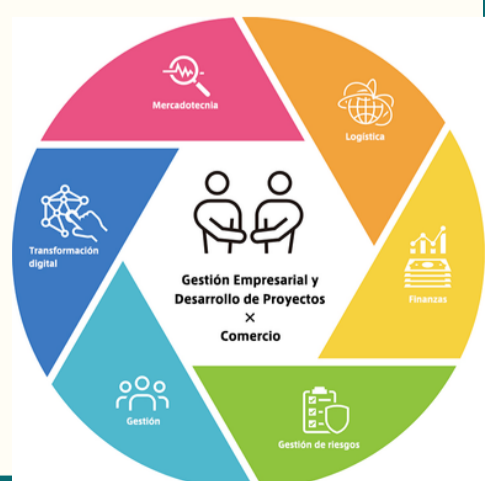 Mercadotecnia
Logística
Transformación
digital
Finanzas
Gestión Empresarial y
Desarrollo de Proyectos
×
Comercio
Gestión
Gestión de riesgos